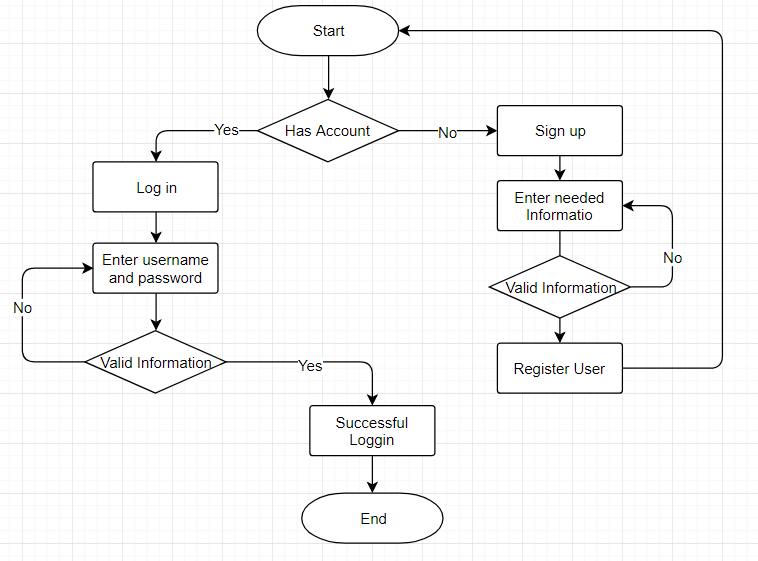 Start
Has Account
Yes
No
Sign up
Log in
Enter needed
Informatio
Enter username
and password
No
Valid Information
No
Valid Information
Yes
Register User
Successful
Loggin
End